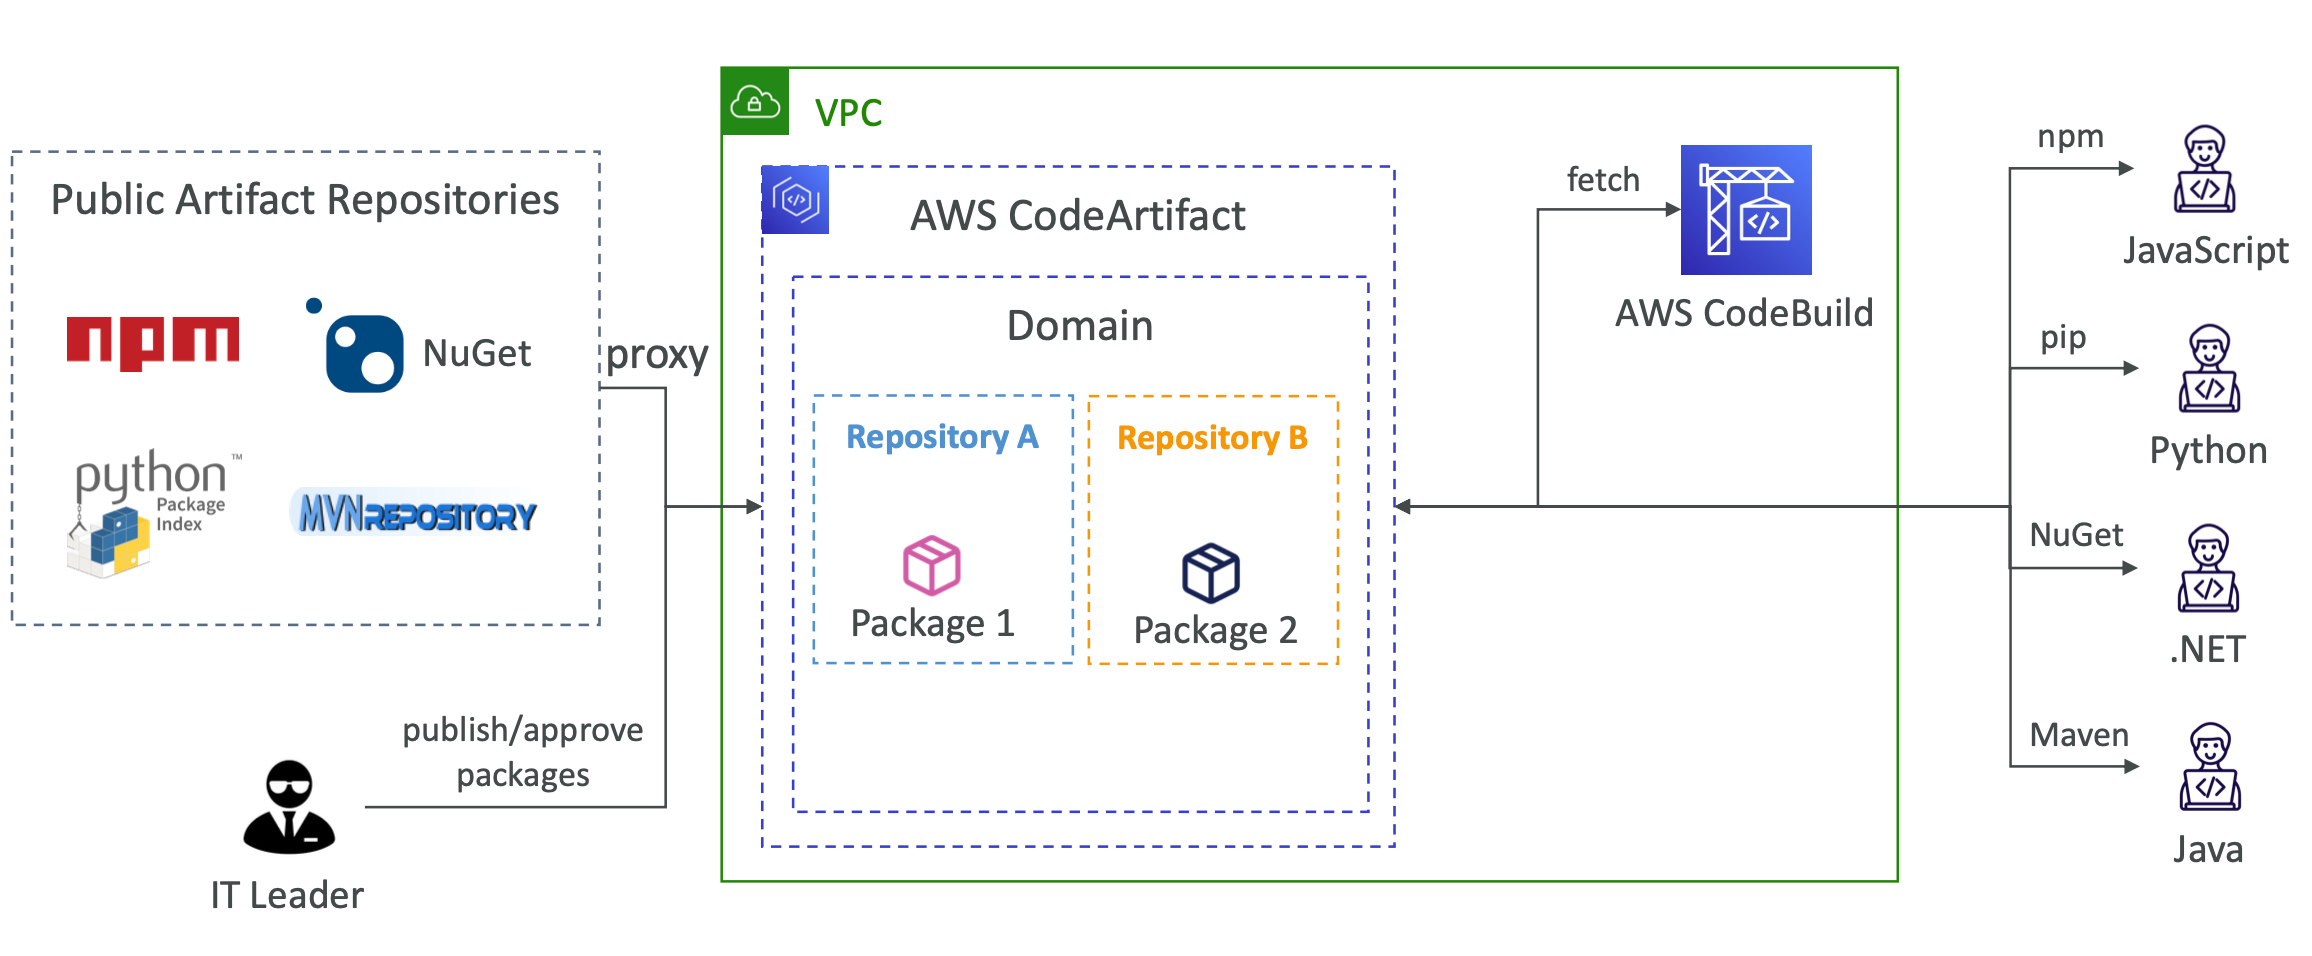 VPC
Public Artifact Repositories
npm
NuGet
python™
Package
Index
MVNREPOSITORY
proxy
publish/approve
packages
IT Leader
AWS CodeArtifact
Domain
Repository A
Package 1
Repository B
Package 2
fetch
</>
AWS CodeBuild
npm
</>
JavaScript
pip
</>
Python
NuGet
</>
.NET
Maven
</>
Java